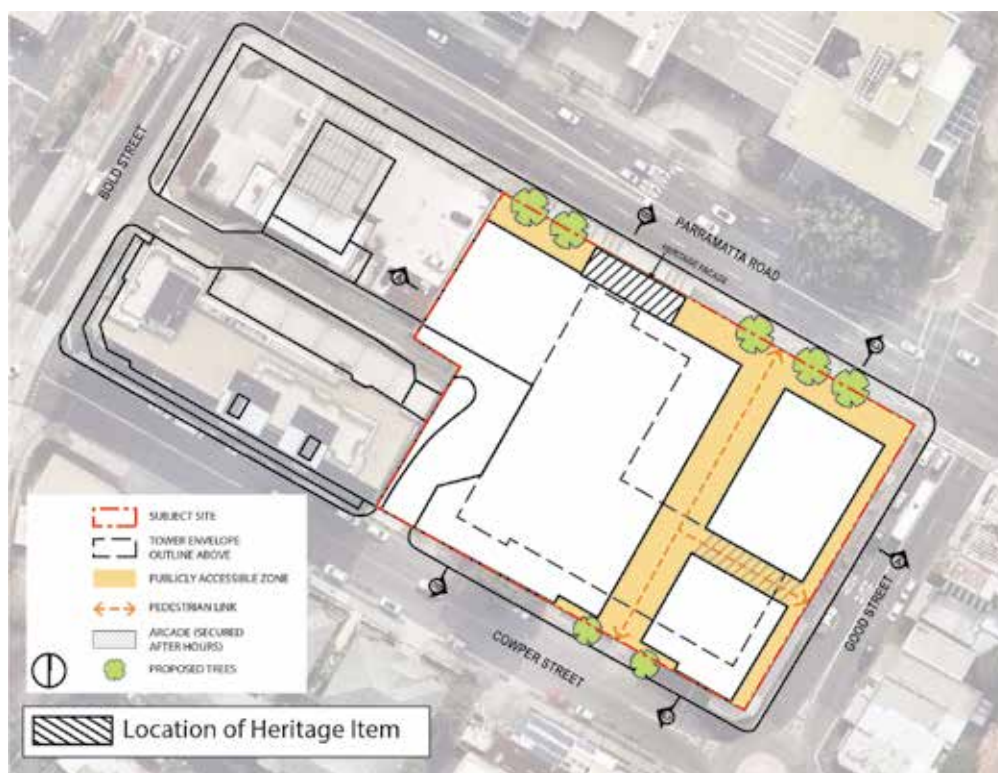 BOLD STREET
PARRAMATTA ROAD
HERITAGE FACADE
GOOD STREET
COWPER STREET
SUBJECT SITE
TOWER ENVELOPE
OUTLINE ABOVE
PUBLICLY ACCESSIBLE ZONE
PEDESTRIAN LINK
ARCADE (SECURED
AFTER HOURS)
PROPOSED TREES
Location of Heritage Item